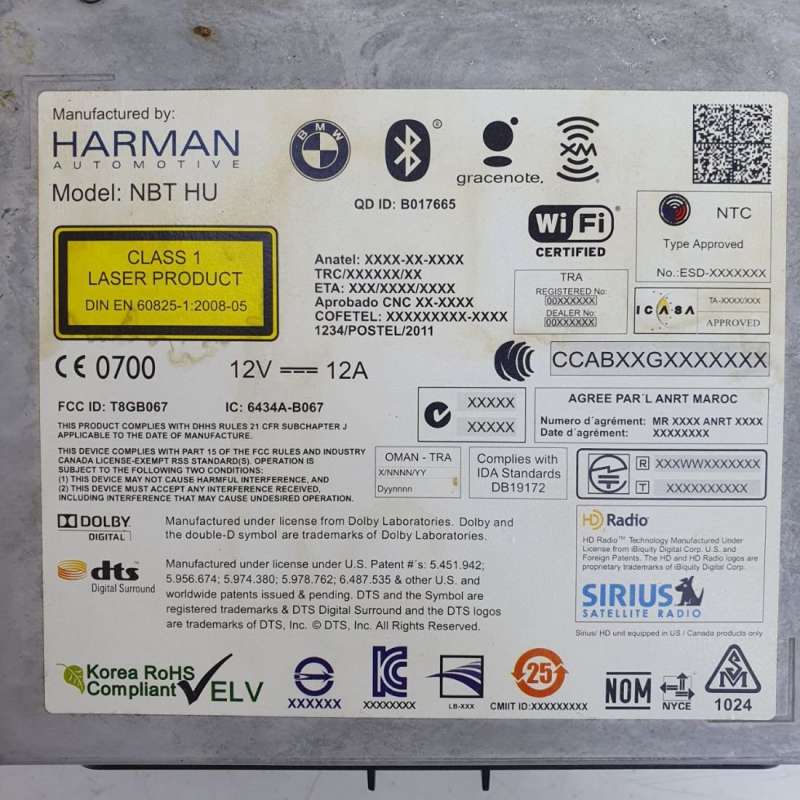 Manufactured by:
HARMAN
AUTOMOTIVE
Model: NBT HU
BMW
®
QD ID: B017665
gracenote®
XM
CLASS 1
LASER PRODUCT
DIN EN 60825-1:2008-05
Anatel: XXXX-XX-XXXX
TRC/XXXXXX/XX
ETA: XXX/XXXX/XXXX
Aprobado CNC XX-XXXX
COFETEL: XXXXXXXXX-XXXX
1234/POSTEL/2011
Wi Fi®
CERTIFIED
NTC
Type Approved
No.:ESD-XXXXXXX
TRA
REGISTERED No:
00XXXXXX
DEALER No:
00XXXXXX
ICASA
TA-XXXX/XXX
APPROVED
CE 0700
12V 12A
CCABXXGXXXXXXX
FCC ID: T8GB067
IC: 6434A-B067
XXXXX
XXXXX
AGREE PAR´L ANRT MAROC
Numero d´agrément: MR XXXX ANRT XXXX
Date d´agrément: XXXXXXXX
THIS PRODUCT COMPLIES WITH DHHS RULES 21 CFR SUBCHAPTER J
APPLICABLE TO THE DATE OF MANUFACTURE.
THIS DEVICE COMPLIES WITH PART 15 OF THE FCC RULES AND INDUSTRY
CANADA LICENSE-EXEMPT RSS STANDARD(S). OPERATION IS
SUBJECT TO THE FOLLOWING TWO CONDITIONS:
(1) THIS DEVICE MAY NOT CAUSE HARMFUL INTERFERENCE, AND
(2) THIS DEVICE MUST ACCEPT ANY INTERFERENCE RECEIVED,
INCLUDING INTERFERENCE THAT MAY CAUSE UNDESIRED OPERATION.
OMAN - TRA
X/NNNN/YY
Dyynnnn
Complies with
IDA Standards
DB19172
R XXXWWXXXXXXX
T XXXXXXXXXX
DOLBY
DIGITAL
Manufactured under license from Dolby Laboratories. Dolby and
the double-D symbol are trademarks of Dolby Laboratories.
dts
Digital Surround
Manufactured under license under U.S. Patent #´s: 5.451.942;
5.956.674; 5.974.380; 5.978.762; 6.487.535 & other U.S. and
worldwide patents issued & pending. DTS and the Symbol are
registered trademarks & DTS Digital Surround and the DTS logos
are trademarks of DTS, Inc. © DTS, Inc. All Rights Reserved.
HD Radio
HD Radio™ Technology Manufactured Under
License from iBiquity Digital Corp. U.S. and
Foreign Patents. The HD and HD Radio logos are
proprietary trademarks of iBiquity Digital Corp.
SIRIUS
SATELLITE RADIO
Sirius/ HD unit equipped in US / Canada products only
Korea RoHS
Compliant
ELV
XXXXXX
KC
XXXXXXXX
LB-XXX
25
CMIIT ID:XXXXXXXXX
NOM
NYCE
1024